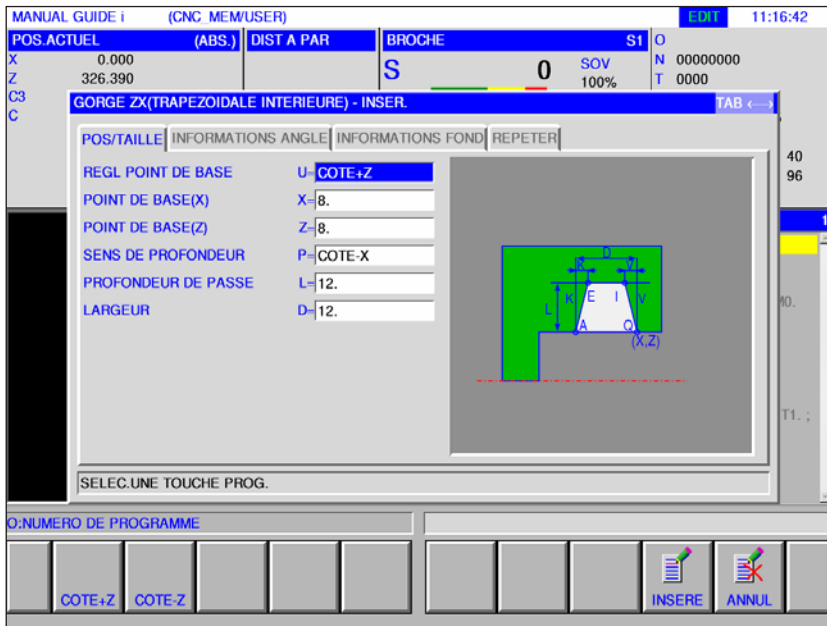 MANUAL GUIDE i (CNC_MEM/USER) EDIT 11:16:42
POS.ACTUEL (ABS.) DIST A PAR BROCHE S1 O
X 0.000 S 0 SOV N 00000000
Z 326.390 100% T 0000
C3
C
GORGE ZX(TRAPEZOIDALE INTERIEURE) - INSER. TAB ←→
POS/TAILLE INFORMATIONS ANGLE INFORMATIONS FOND REPETER
REGL POINT DE BASE U=COTE+Z
POINT DE BASE(X) X=8.
POINT DE BASE(Z) Z=8.
SENS DE PROFONDEUR P=COTE-X
PROFONDEUR DE PASSE L=12.
LARGEUR D=12.
D
K V
L K E I V
A Q
(X,Z)
40
96
1
M0.
T1. ;
SELEC.UNE TOUCHE PROG.
O:NUMERO DE PROGRAMME
COTE+Z COTE-Z INSERE ANNUL